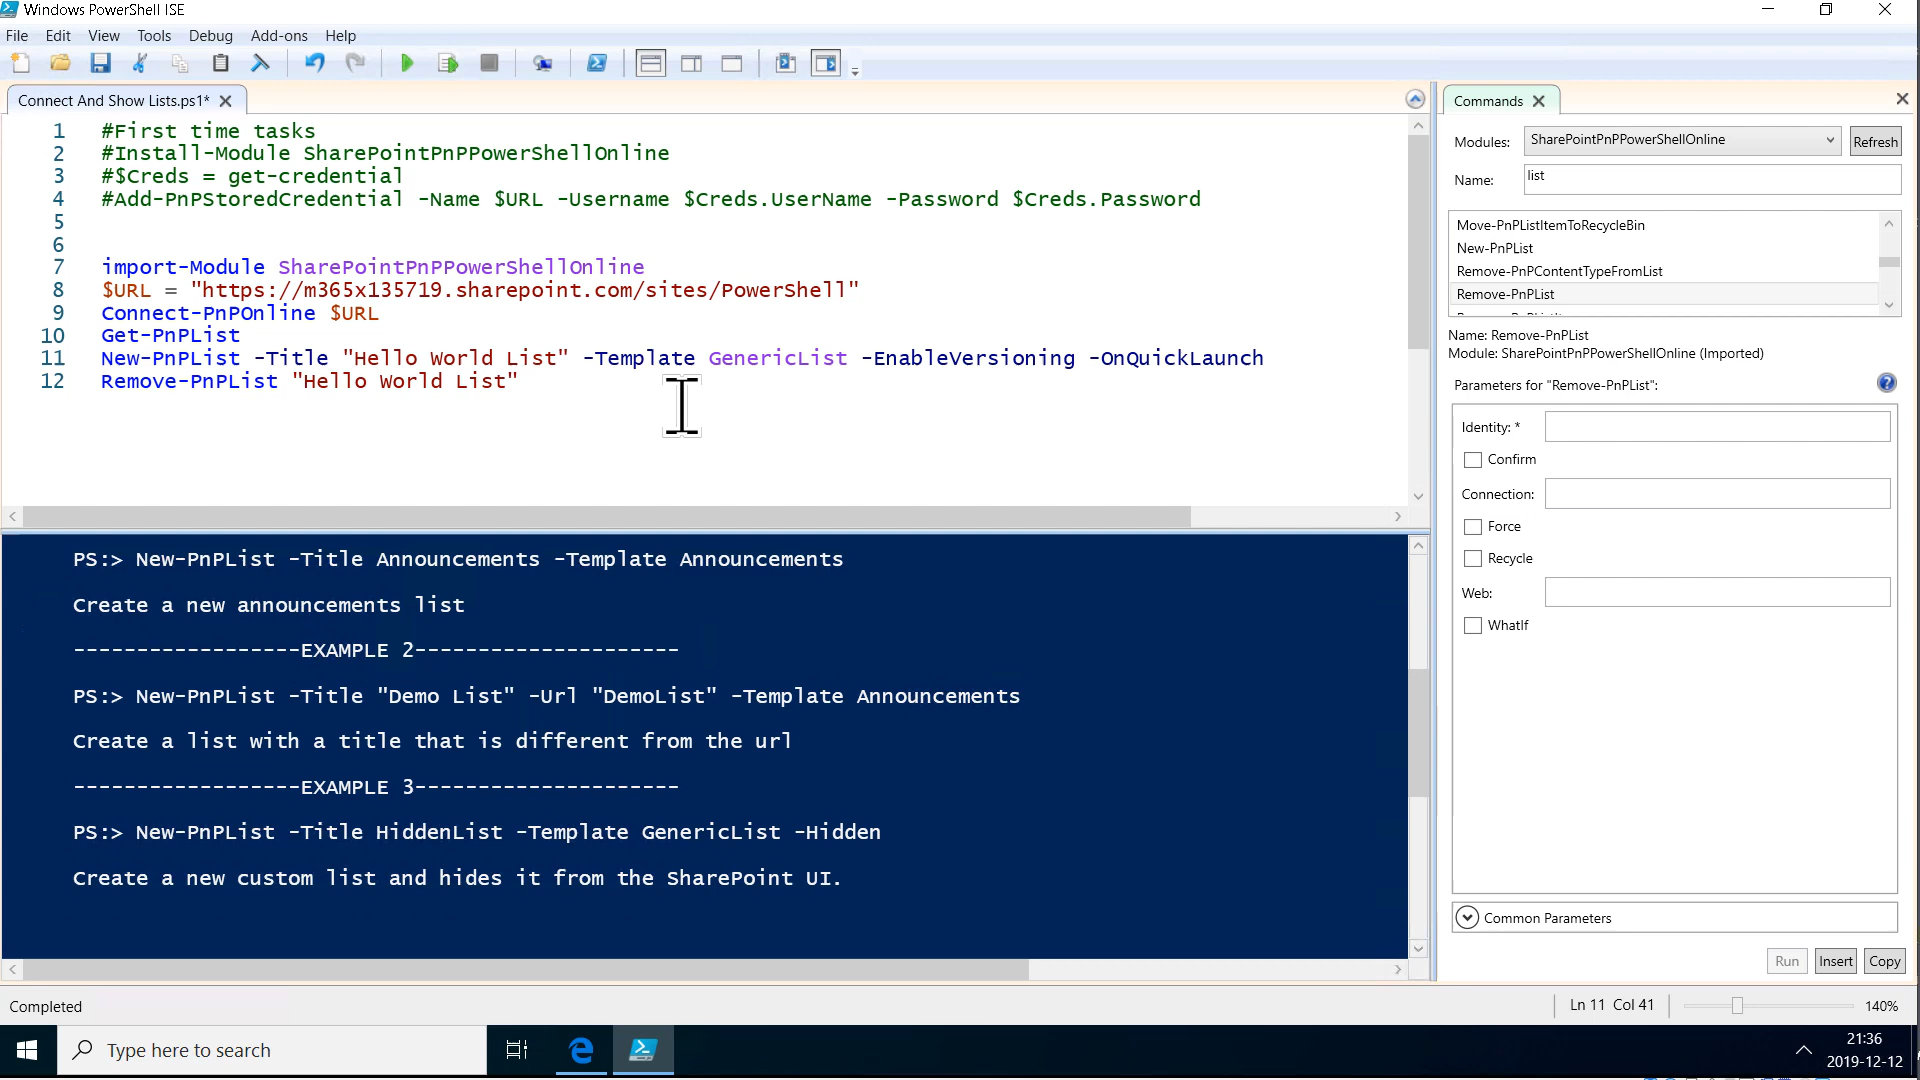 Windows PowerShell ISE
File Edit View Tools Debug Add-ons Help
Connect And Show Lists.ps1*
1 #First time tasks
2 #Install-Module SharePointPnPPowerShellOnline
3 #$Creds = get-credential
4 #Add-PnPStoredCredential -Name $URL -Username $Creds.UserName -Password $Creds.Password
5
6
7 import-Module SharePointPnPPowerShellOnline
8 $URL = "https://m365x135719.sharepoint.com/sites/PowerShell"
9 Connect-PnPOnline $URL
10 Get-PnPList
11 New-PnPList -Title "Hello World List" -Template GenericList -EnableVersioning -OnQuickLaunch
12 Remove-PnPList "Hello World List"
PS:> New-PnPList -Title Announcements -Template Announcements
Create a new announcements list
------------------EXAMPLE 2---------------------
PS:> New-PnPList -Title "Demo List" -Url "DemoList" -Template Announcements
Create a list with a title that is different from the url
------------------EXAMPLE 3---------------------
PS:> New-PnPList -Title HiddenList -Template GenericList -Hidden
Create a new custom list and hides it from the SharePoint UI.
Commands
Modules: SharePointPnPPowerShellOnline Refresh
Name: list
Move-PnPListItemToRecycleBin
New-PnPList
Remove-PnPContentTypeFromList
Remove-PnPList
Name: Remove-PnPList
Module: SharePointPnPPowerShellOnline (Imported)
Parameters for "Remove-PnPList":
Identity: *
Confirm
Connection:
Force
Recycle
Web:
WhatIf
Common Parameters
Run Insert Copy
Completed
Ln 11 Col 41
140%
Type here to search
21:36
2019-12-12